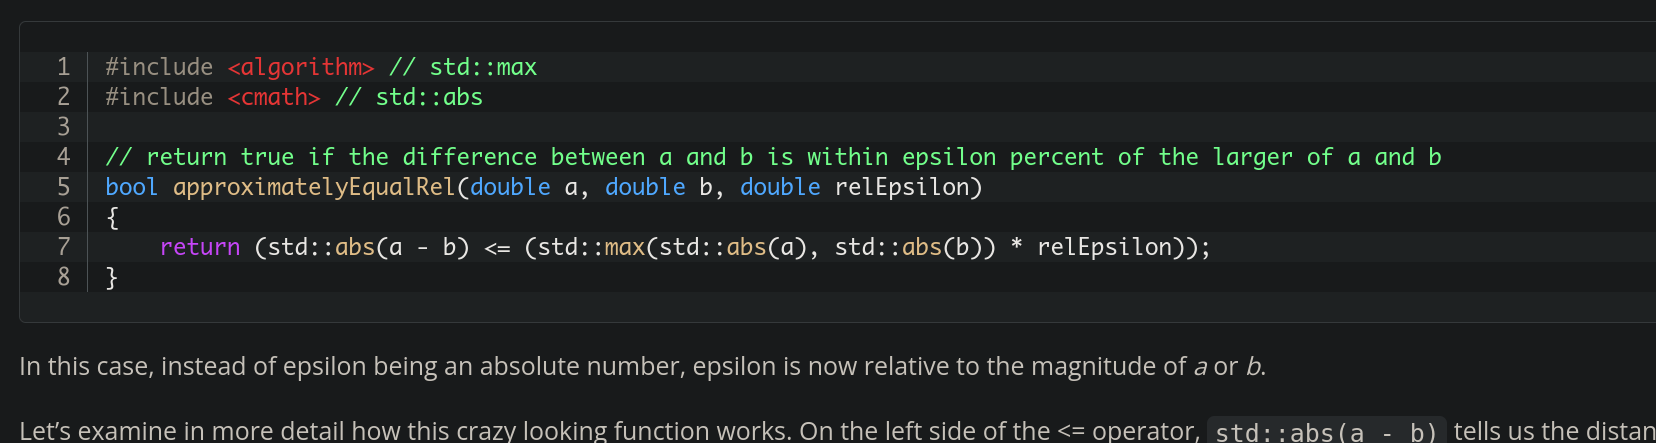 1 #include <algorithm> // std::max
2 #include <cmath> // std::abs
3
4 // return true if the difference between a and b is within epsilon percent of the larger of a and b
5 bool approximatelyEqualRel(double a, double b, double relEpsilon)
6 {
7     return (std::abs(a - b) <= (std::max(std::abs(a), std::abs(b)) * relEpsilon));
8 }
In this case, instead of epsilon being an absolute number, epsilon is now relative to the magnitude of a or b.
Let’s examine in more detail how this crazy looking function works. On the left side of the <= operator, std::abs(a - b) tells us the distan